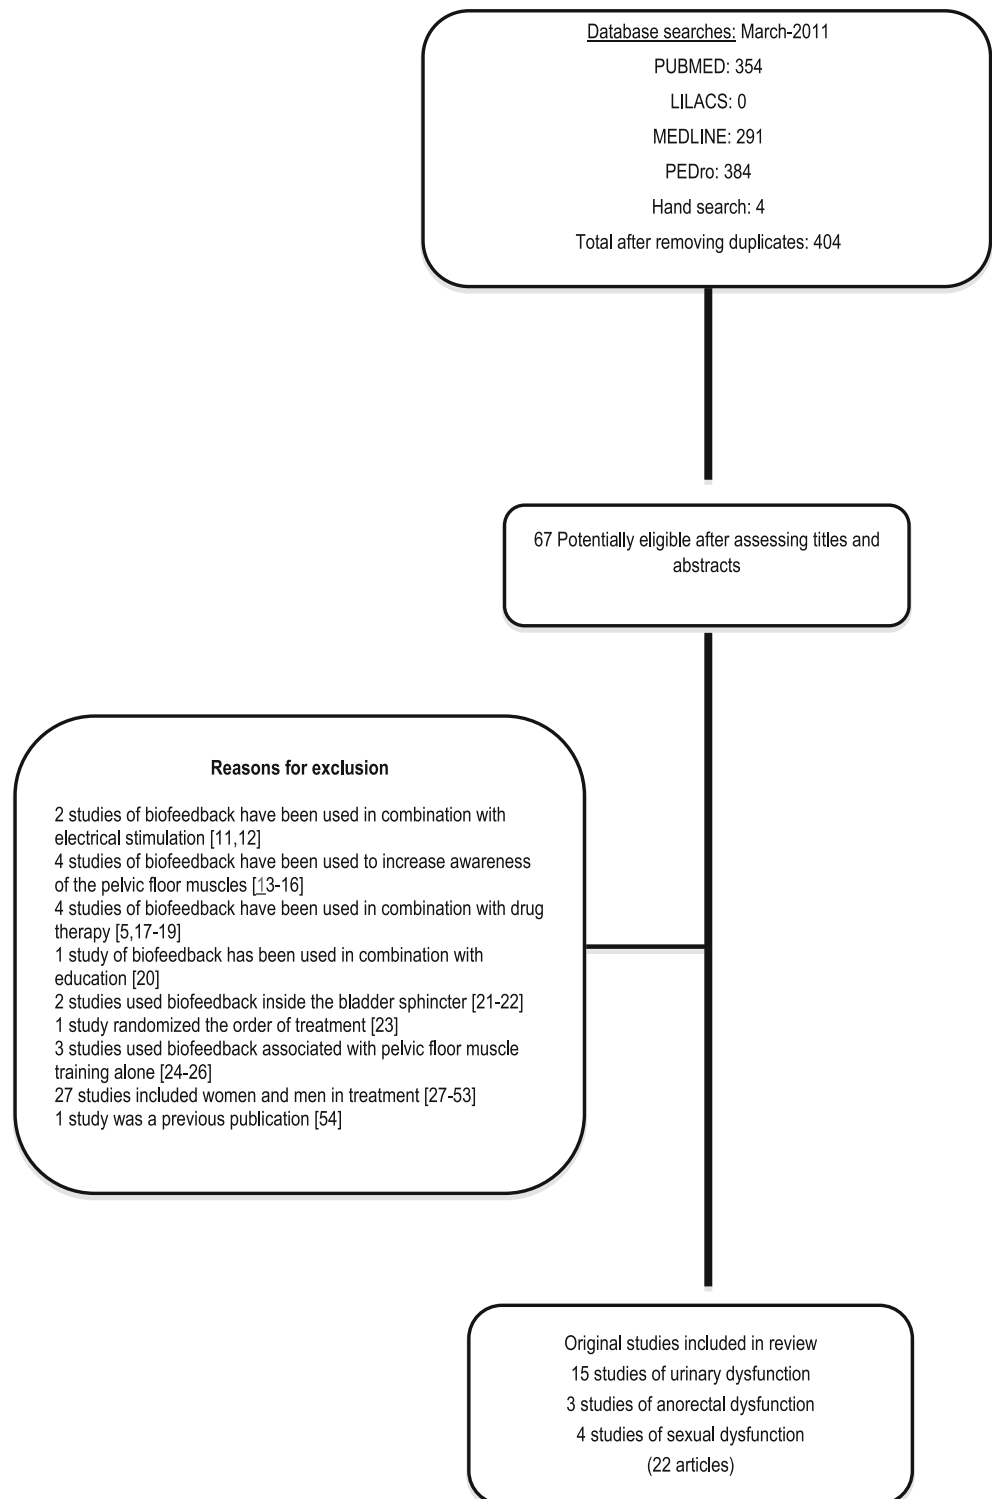 Database searches: March-2011
PUBMED: 354
LILACS: 0
MEDLINE: 291
PEDro: 384
Hand search: 4
Total after removing duplicates: 404
67 Potentially eligible after assessing titles and
abstracts
Reasons for exclusion
2 studies of biofeedback have been used in combination with
electrical stimulation [11,12]
4 studies of biofeedback have been used to increase awareness
of the pelvic floor muscles [13-16]
4 studies of biofeedback have been used in combination with drug
therapy [5,17-19]
1 study of biofeedback has been used in combination with
education [20]
2 studies used biofeedback inside the bladder sphincter [21-22]
1 study randomized the order of treatment [23]
3 studies used biofeedback associated with pelvic floor muscle
training alone [24-26]
27 studies included women and men in treatment [27-53]
1 study was a previous publication [54]
Original studies included in review
15 studies of urinary dysfunction
3 studies of anorectal dysfunction
4 studies of sexual dysfunction
(22 articles)